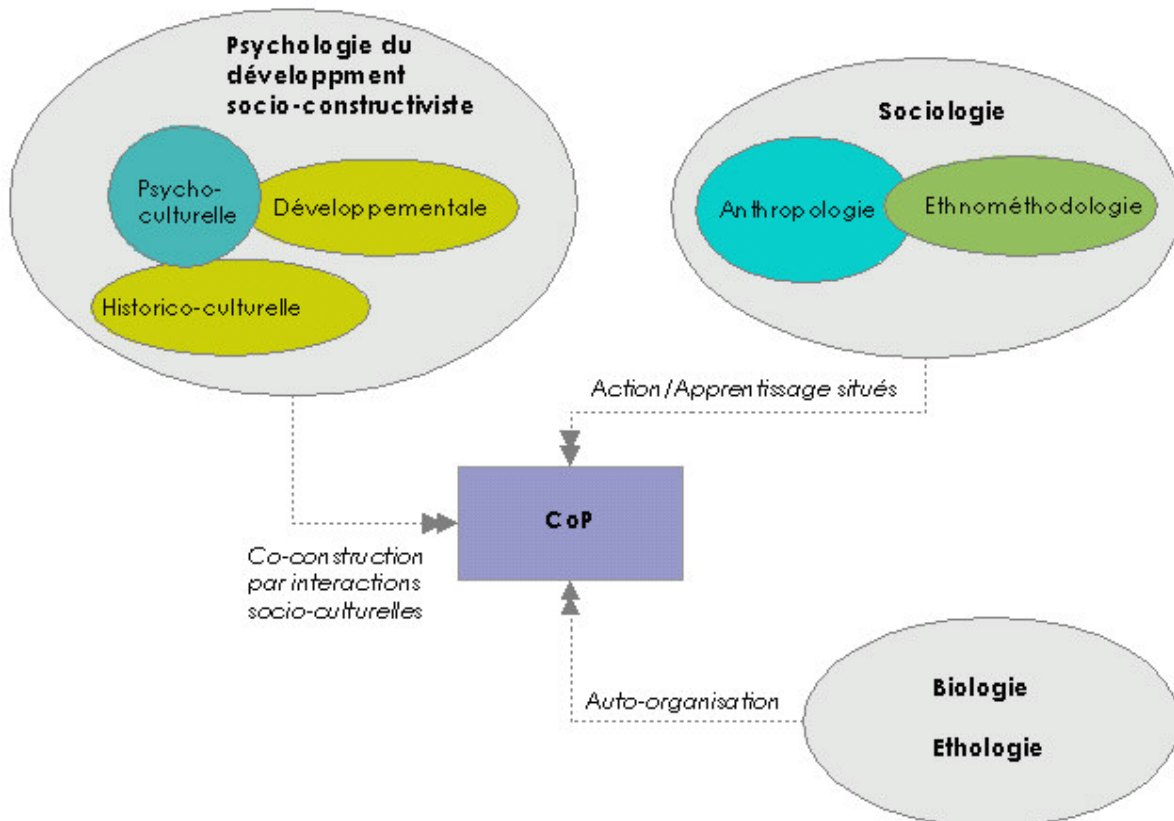 Psychologie du
développment
socio-constructiviste
Psycho-
culturelle
Développementale
Historico-culturelle
Sociologie
Anthropologie
Ethnométhodologie
Action/Apprentissage situés
CoP
Co-construction
par interactions
socio-culturelles
Auto-organisation
Biologie
Ethologie